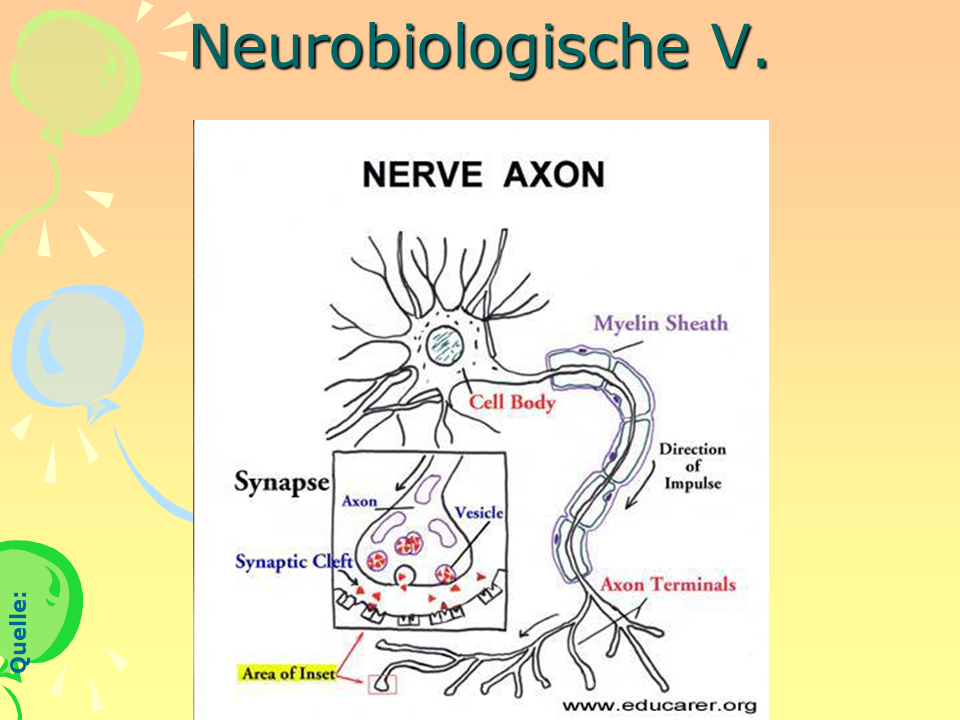 Neurobiologische V.
NERVE AXON
Myelin Sheath
Cell Body
Direction
of
Impulse
Synapse
Axon
Vesicle
Synaptic Cleft
Axon Terminals
Area of Inset
www.educarer.org
Quelle: